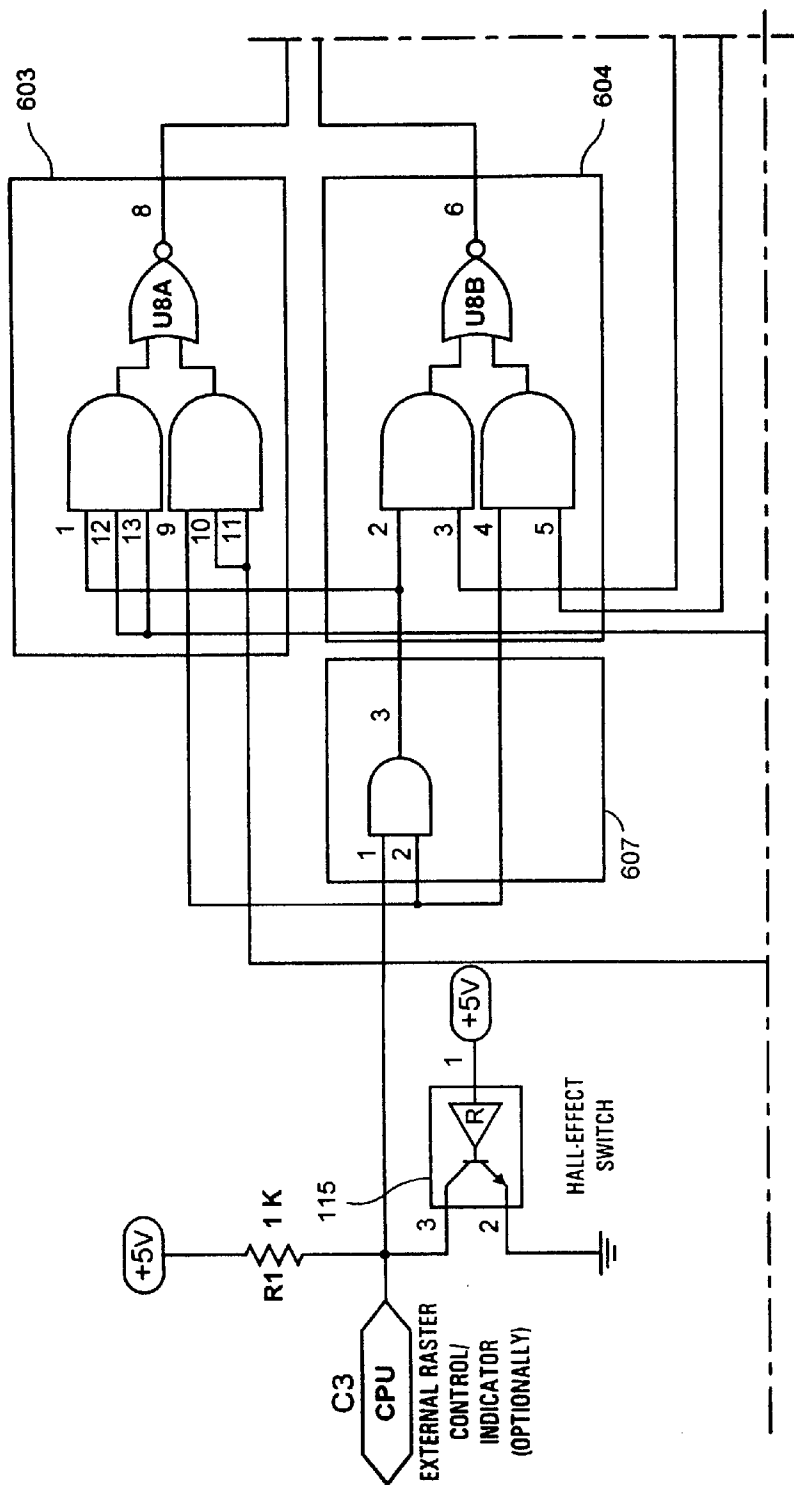 603
8
U8A
1
12
13
9
10
11
604
6
U8B
2
3
4
5
3
1
2
607
+5V
R1
1 K
115
3
2
R
1
+5V
HALL-EFFECT
SWITCH
C3
CPU
EXTERNAL RASTER
CONTROL/
INDICATOR
(OPTIONALLY)